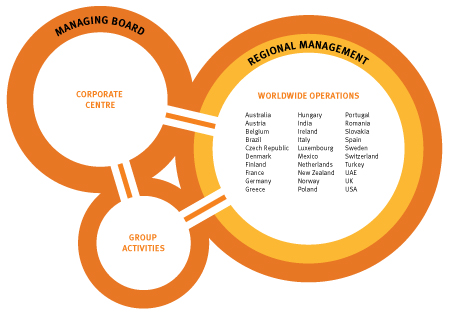 MANAGING BOARD
CORPORATE
CENTRE
REGIONAL MANAGEMENT
WORLDWIDE OPERATIONS
Australia
Austria
Belgium
Brazil
Czech Republic
Denmark
Finland
France
Germany
Greece
Hungary
India
Ireland
Italy
Luxembourg
Mexico
Netherlands
New Zealand
Norway
Poland
Portugal
Romania
Slovakia
Spain
Sweden
Switzerland
Turkey
UAE
UK
USA
GROUP
ACTIVITIES